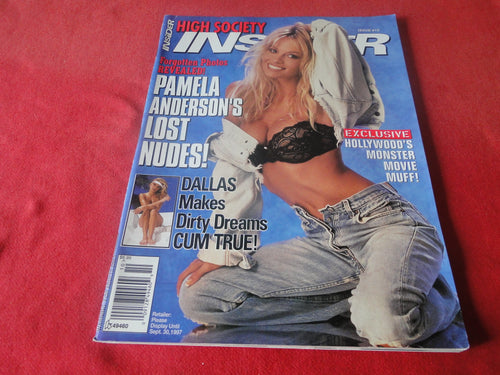 HIGH SOCIETY
INSIDER
INSIDER
Forgotten Photos
REVEALED!
PAMELA
ANDERSON'S
LOST
NUDES!
EXCLUSIVE
HOLLYWOOD'S
MONSTER
MOVIE
MUFF!
DALLAS
Makes
Dirty Dreams
CUM TRUE!
49460
Retailer:
Please
Display Until
Sept. 30, 1997